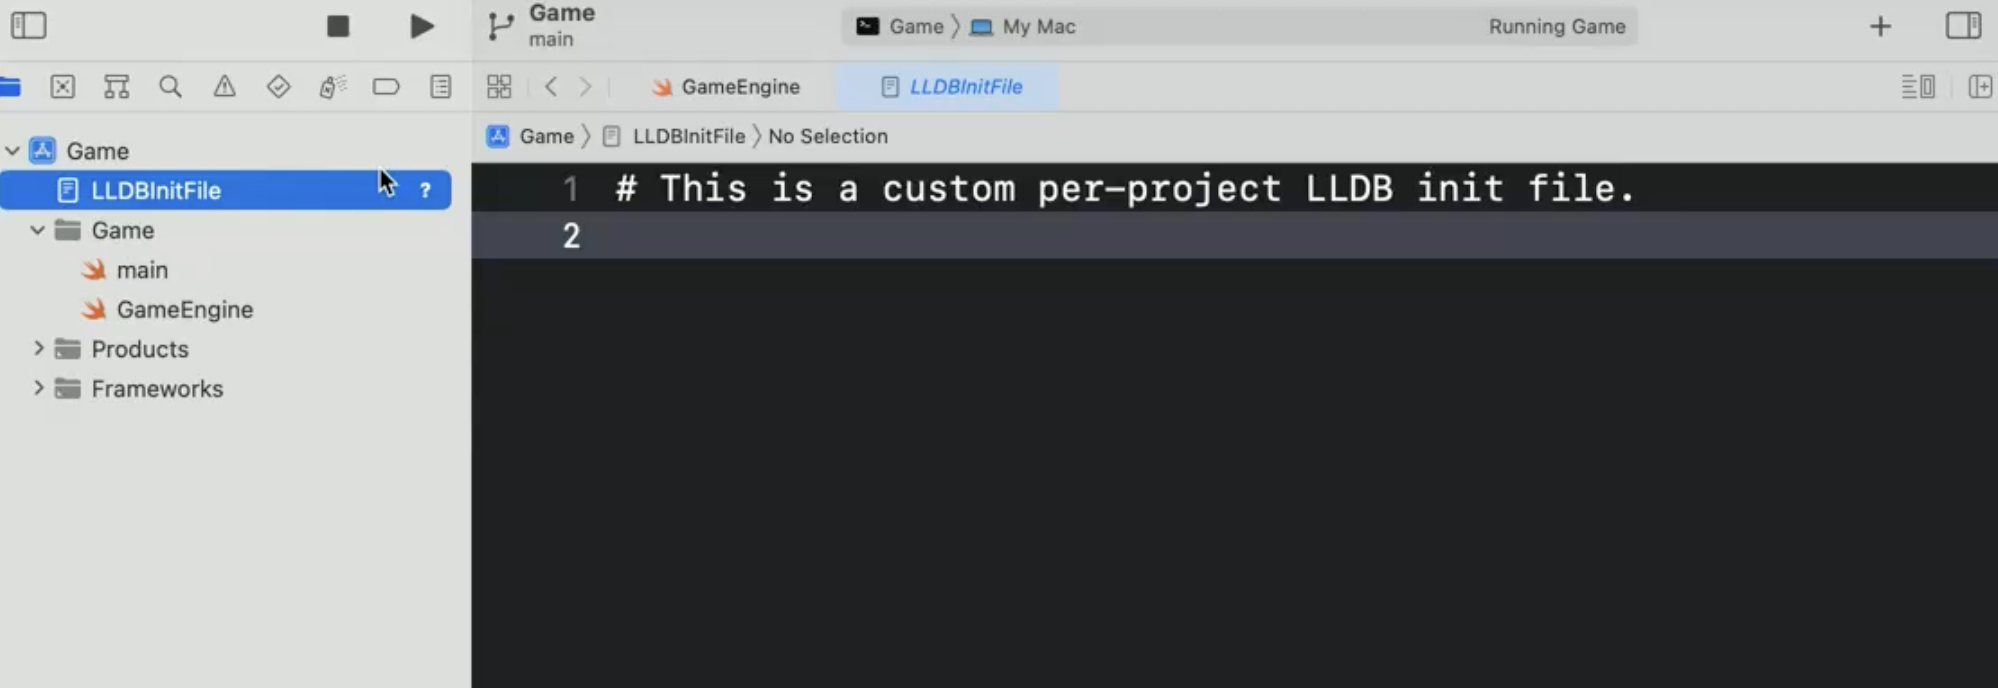 Game
main
Game 〉 My Mac
Running Game
GameEngine
LLDBInitFile
Game 〉 LLDBInitFile 〉 No Selection
Game
LLDBInitFile ?
Game
main
GameEngine
Products
Frameworks
1 # This is a custom per-project LLDB init file.
2